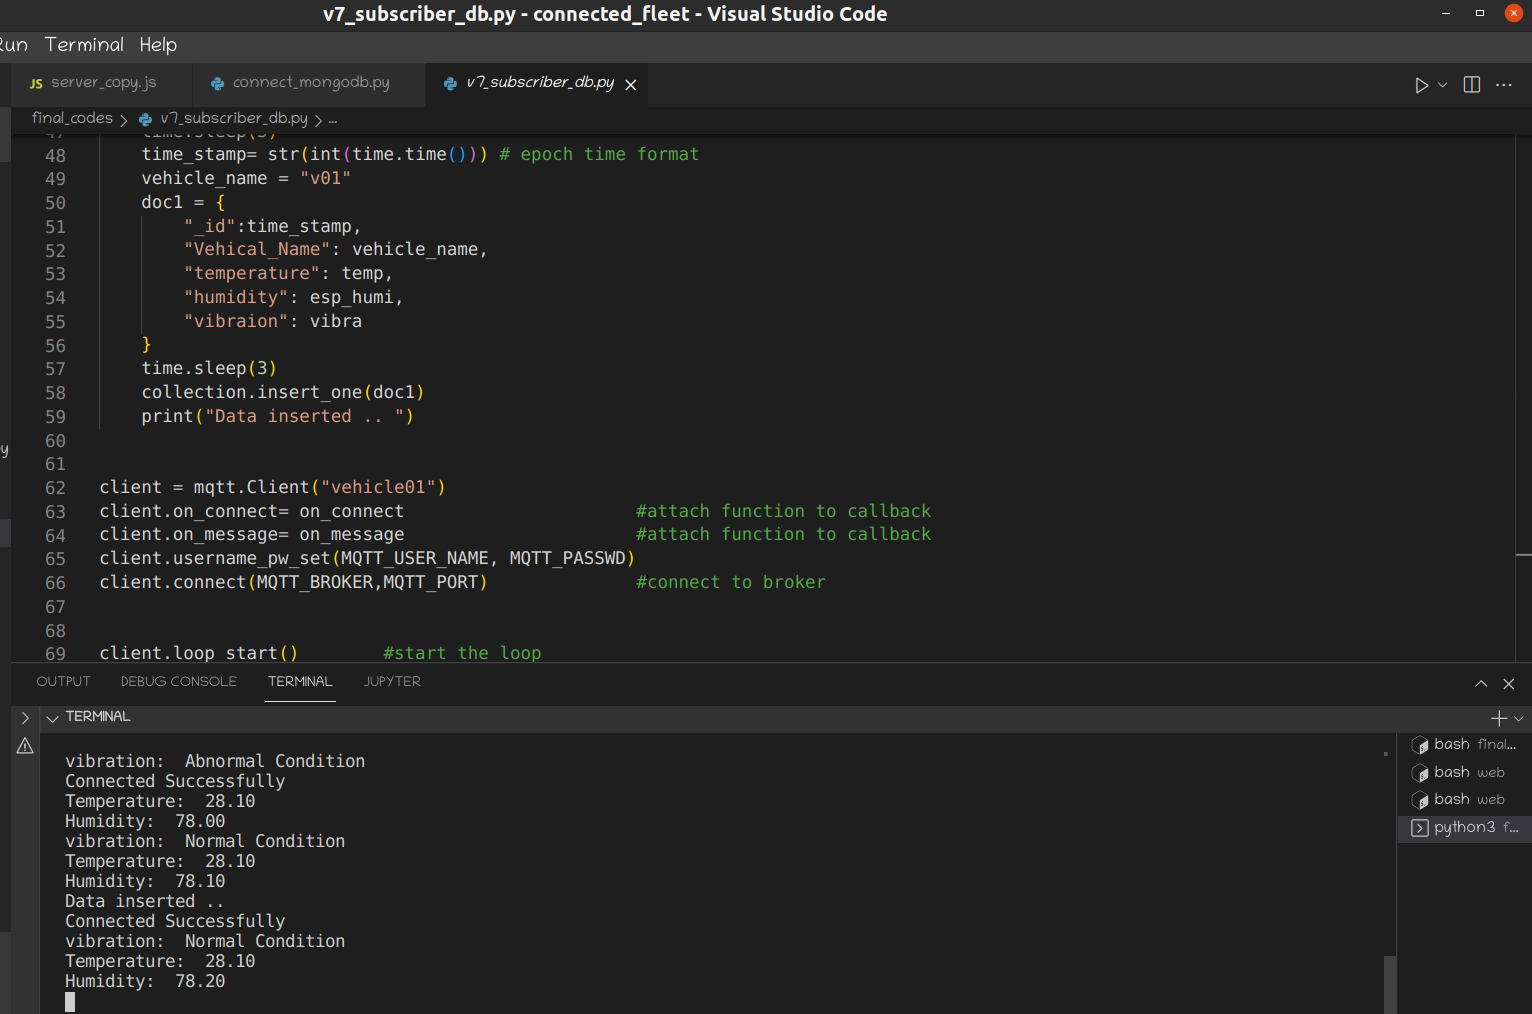 v7_subscriber_db.py - connected_fleet - Visual Studio Code
Run Terminal Help
JS server_copy.js connect_mongodb.py v7_subscriber_db.py
final_codes > v7_subscriber_db.py > ...
47 time.sleep(3)
48 time_stamp= str(int(time.time())) # epoch time format
49 vehicle_name = "v01"
50 doc1 = {
51 "_id":time_stamp,
52 "Vehical_Name": vehicle_name,
53 "temperature": temp,
54 "humidity": esp_humi,
55 "vibraion": vibra
56 }
57 time.sleep(3)
58 collection.insert_one(doc1)
59 print("Data inserted .. ")
60
61
62 client = mqtt.Client("vehicle01")
63 client.on_connect= on_connect #attach function to callback
64 client.on_message= on_message #attach function to callback
65 client.username_pw_set(MQTT_USER_NAME, MQTT_PASSWD)
66 client.connect(MQTT_BROKER,MQTT_PORT) #connect to broker
67
68
69 client.loop_start() #start the loop
OUTPUT DEBUG CONSOLE TERMINAL JUPYTER
TERMINAL
vibration:  Abnormal Condition
Connected Successfully
Temperature:  28.10
Humidity:  78.00
vibration:  Normal Condition
Temperature:  28.10
Humidity:  78.10
Data inserted ..
Connected Successfully
vibration:  Normal Condition
Temperature:  28.10
Humidity:  78.20
bash final...
bash web
bash web
python3 f...